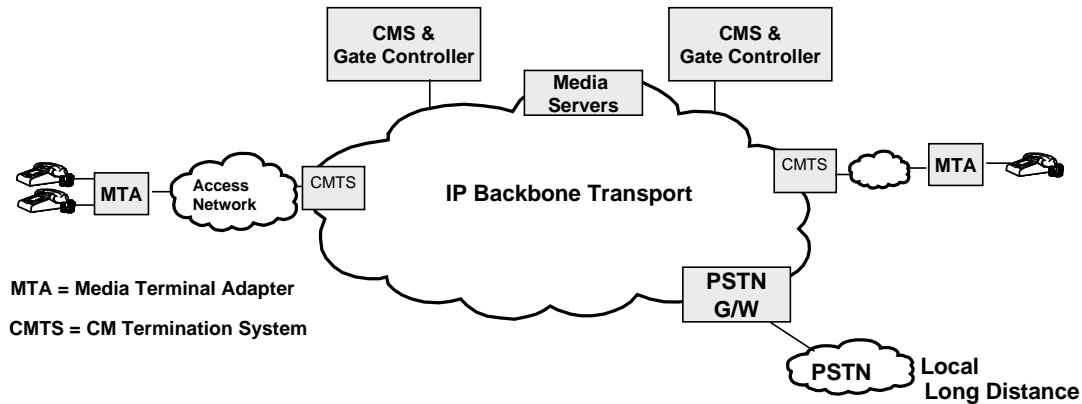 CMS &
Gate Controller
CMS &
Gate Controller
Media
Servers
MTA
Access
Network
CMTS
IP Backbone Transport
CMTS
MTA
MTA = Media Terminal Adapter
CMTS = CM Termination System
PSTN
G/W
PSTN
Local
Long Distance